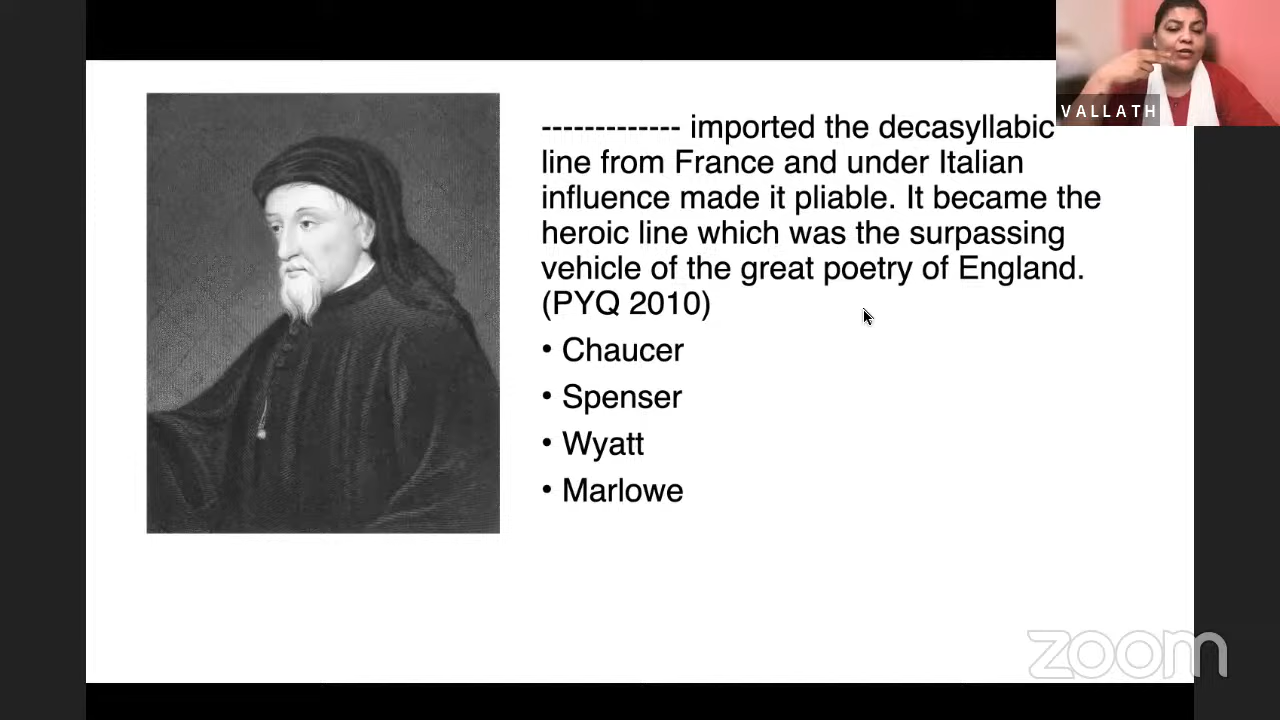 VALLATH
------------- imported the decasyllabic
line from France and under Italian
influence made it pliable. It became the
heroic line which was the surpassing
vehicle of the great poetry of England.
(PYQ 2010)
• Chaucer
• Spenser
• Wyatt
• Marlowe
zoom